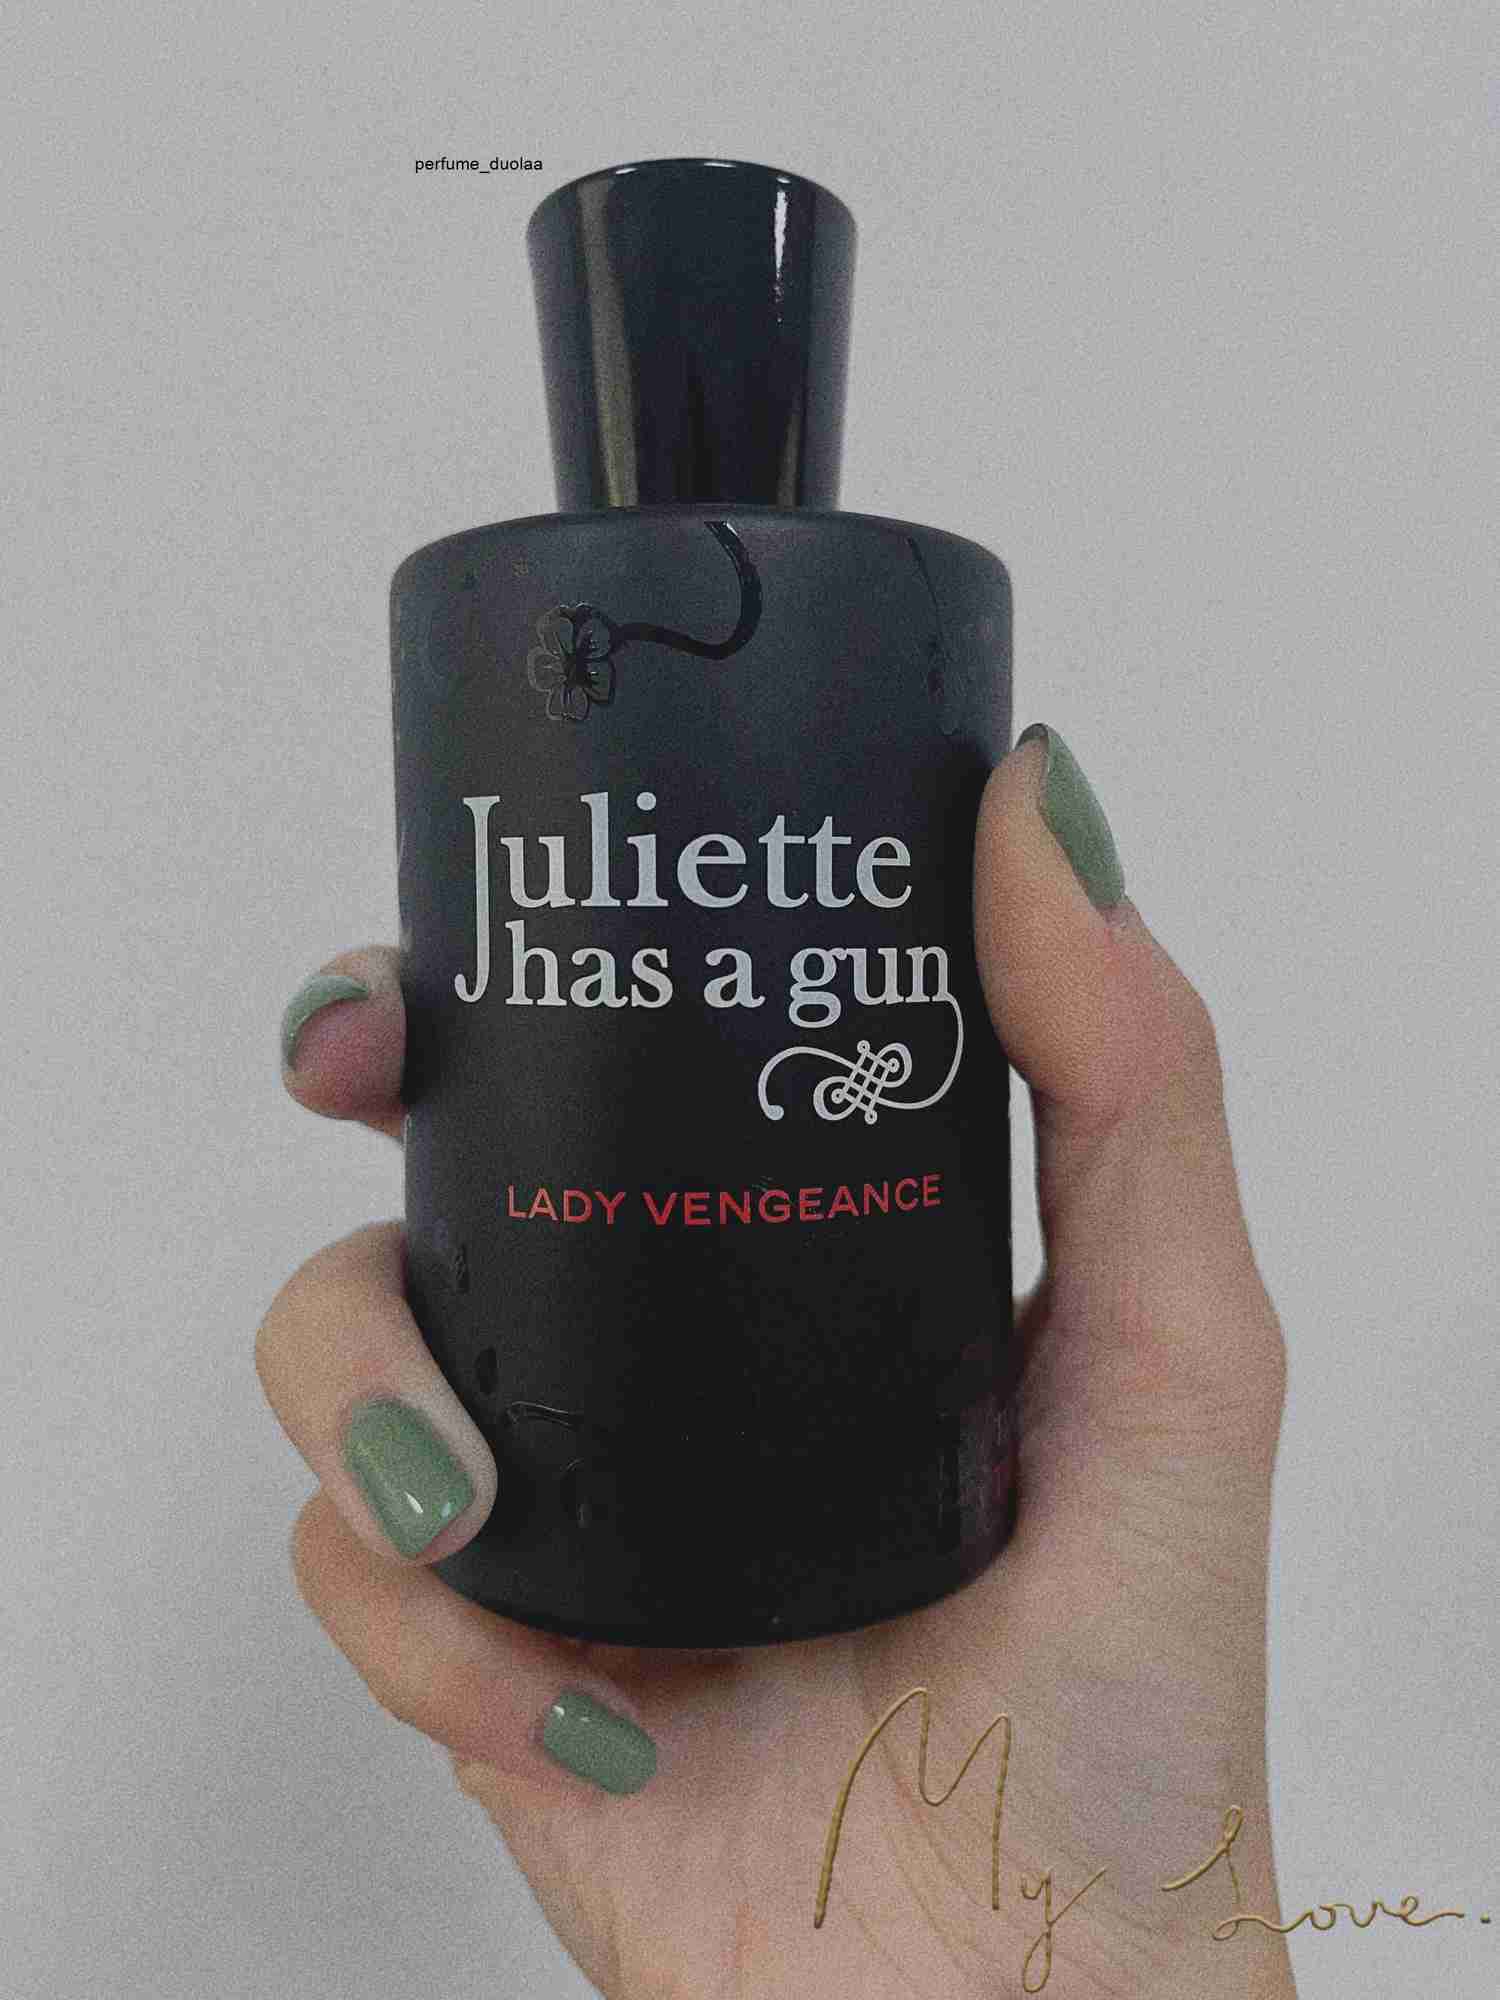 perfume_duolaa
Juliette
has a gun
LADY VENGEANCE
My Love.